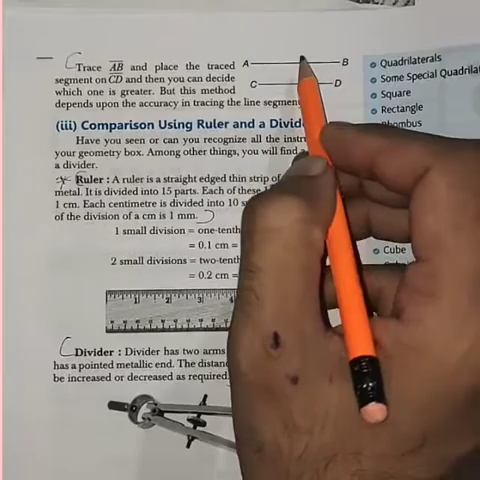 Trace AB and place the traced
segment on CD and then you can decide
which one is greater. But this method
depends upon the accuracy in tracing the line segment
A B
C D
(iii) Comparison Using Ruler and a
Have you seen or can you recognize all the
your geometry box. Among other things, you will find
a divider.
Ruler : A ruler is a straight edged thin strip of
metal. It is divided into 15 parts. Each of these
1 cm. Each centimetre is divided into 10
of the division of a cm is 1 mm.
1 small division = one-tenth
= 0.1 cm =
2 small divisions = two-tenth
= 0.2 cm =
1 2 3
Divider : Divider has two arms
has a pointed metallic end. The
be increased or decreased as required
Quadrilaterals
Some Special
Square
Rectangle
Rhombus
Cube